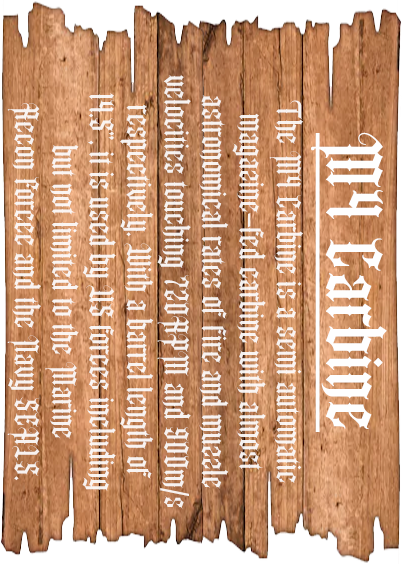 M4 Carbine
The M4 Carbine is a semi automatic
magazine-fed carbine with almost
astronomical rates of fire and muzzle
velocities touching 720RPM and 900m/s
respectively. With a barrel length of
14.5". It is used by US forces including
but not limited to the Marine
Recon Forces and the Navy SEALS.